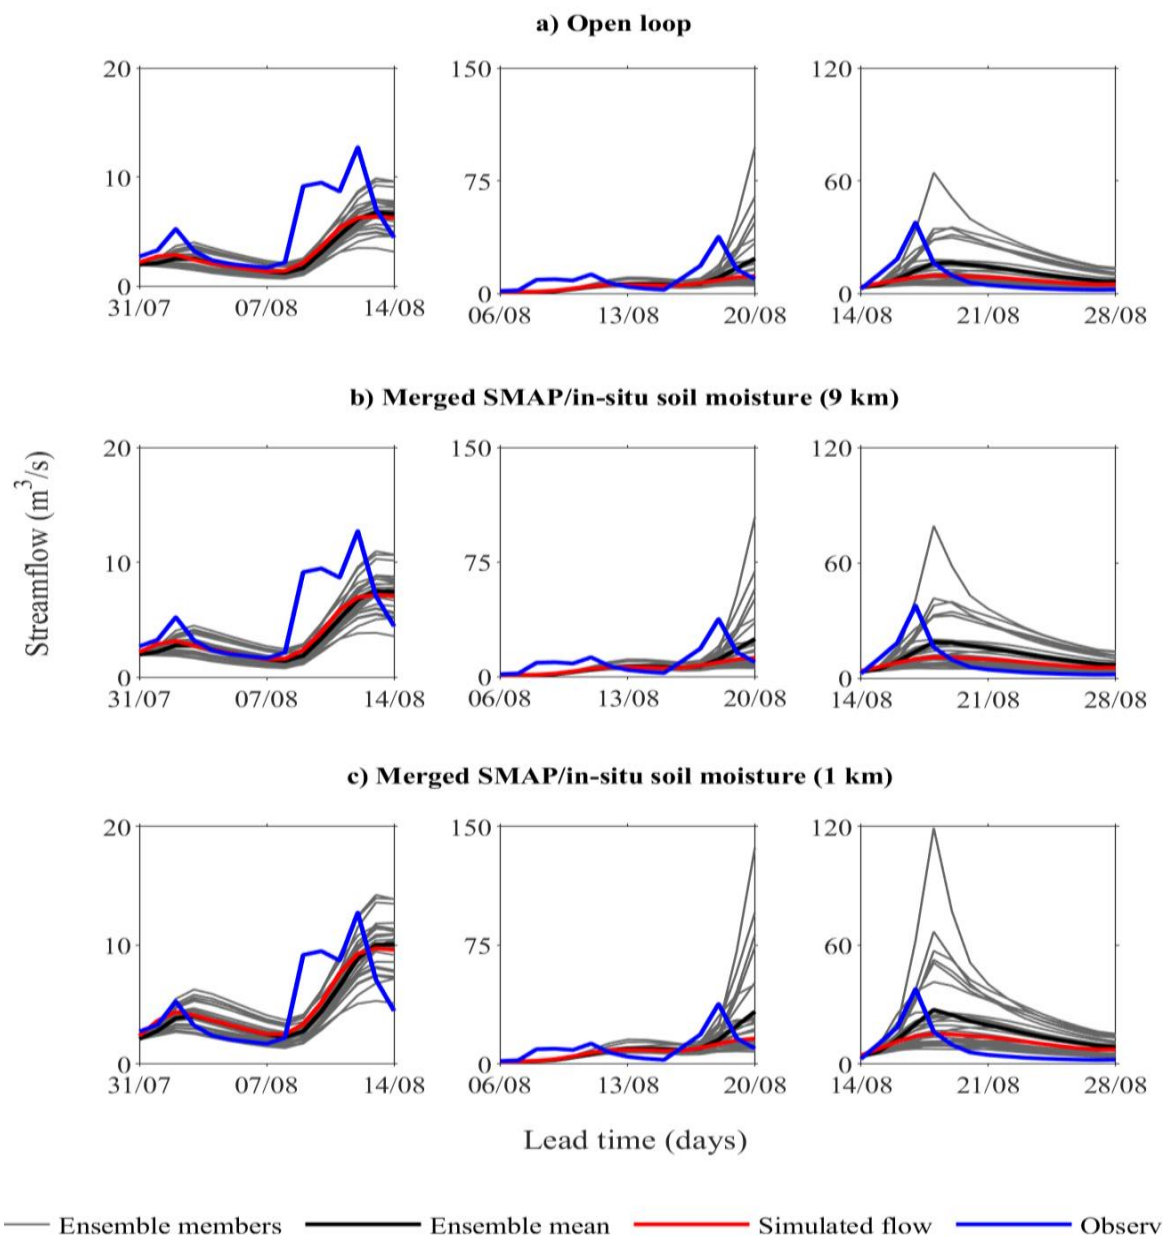 a) Open loop
20
10
0
31/07 07/08 14/08
150
75
0
06/08 13/08 20/08
120
60
0
14/08 21/08 28/08
b) Merged SMAP/in-situ soil moisture (9 km)
20
10
0
31/07 07/08 14/08
150
75
0
06/08 13/08 20/08
120
60
0
14/08 21/08 28/08
Streamflow (m³/s)
c) Merged SMAP/in-situ soil moisture (1 km)
20
10
0
31/07 07/08 14/08
150
75
0
06/08 13/08 20/08
120
60
0
14/08 21/08 28/08
Lead time (days)
Ensemble members Ensemble mean Simulated flow Observ